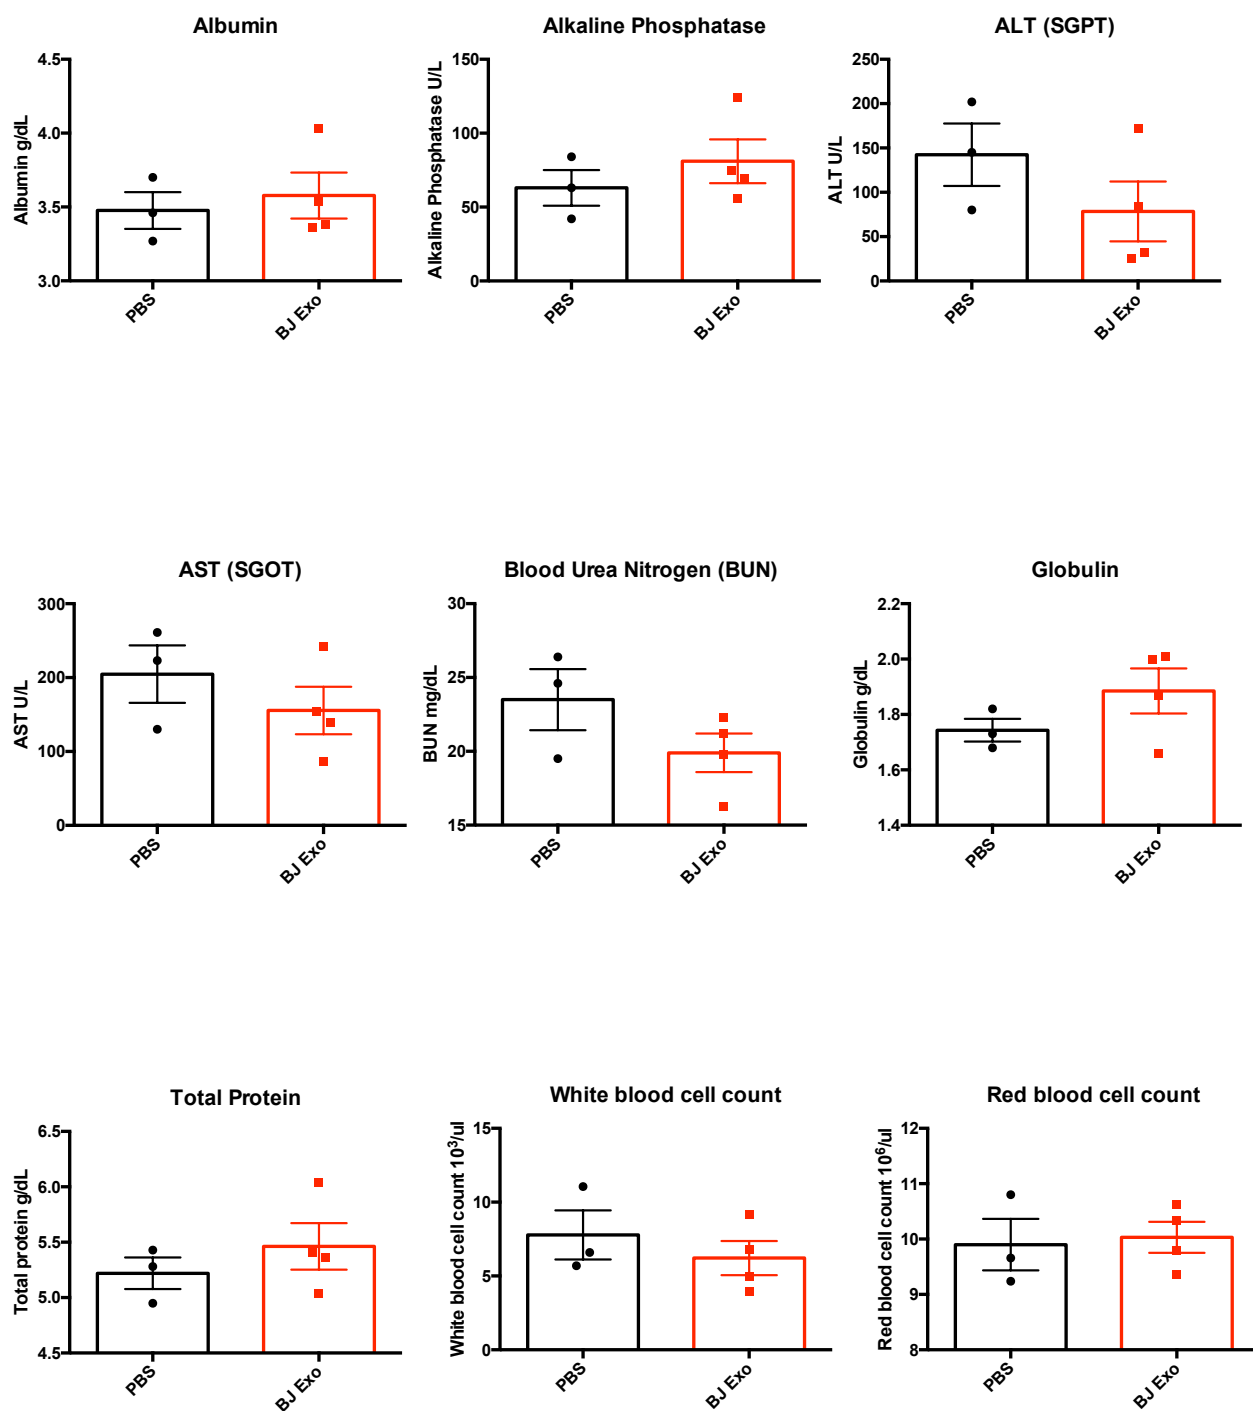 Albumin
Albumin g/dL
4.5
4.0
3.5
3.0
PBS
BJ Exo
Alkaline Phosphatase
Alkaline Phosphatase U/L
150
100
50
0
PBS
BJ Exo
ALT (SGPT)
ALT U/L
250
200
150
100
50
0
PBS
BJ Exo
AST (SGOT)
AST U/L
300
200
100
0
PBS
BJ Exo
Blood Urea Nitrogen (BUN)
BUN mg/dL
30
25
20
15
PBS
BJ Exo
Globulin
Globulin g/dL
2.2
2.0
1.8
1.6
1.4
PBS
BJ Exo
Total Protein
Total protein g/dL
6.5
6.0
5.5
5.0
4.5
PBS
BJ Exo
White blood cell count
White blood cell count 10³/ul
15
10
5
0
PBS
BJ Exo
Red blood cell count
Red blood cell count 10⁶/ul
12
11
10
9
8
PBS
BJ Exo